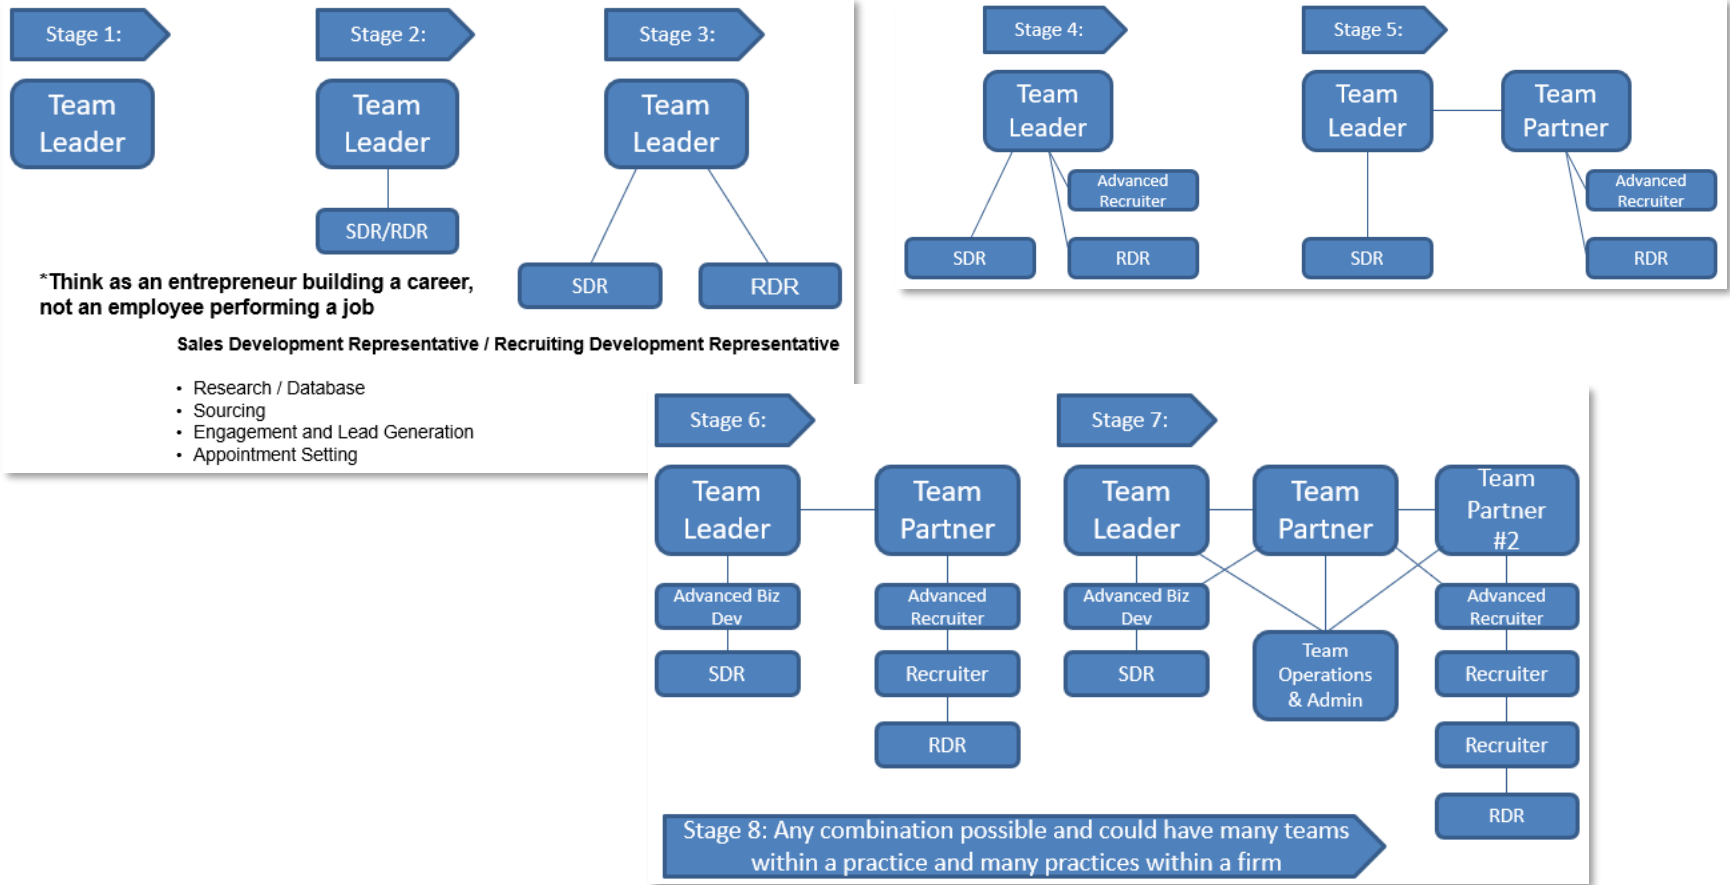 Stage 1:
Team
Leader
Stage 2:
Team
Leader
SDR/RDR
Stage 3:
Team
Leader
SDR
RDR
*Think as an entrepreneur building a career,
not an employee performing a job
Sales Development Representative / Recruiting Development Representative
• Research / Database
• Sourcing
• Engagement and Lead Generation
• Appointment Setting
Stage 4:
Team
Leader
Advanced
Recruiter
SDR
RDR
Stage 5:
Team
Leader
Team
Partner
Advanced
Recruiter
SDR
RDR
Stage 6:
Team
Leader
Team
Partner
Advanced Biz
Dev
Advanced
Recruiter
SDR
Recruiter
RDR
Stage 7:
Team
Leader
Team
Partner
Team
Partner
#2
Advanced Biz
Dev
Advanced
Recruiter
SDR
Team
Operations
& Admin
Recruiter
Recruiter
RDR
Stage 8: Any combination possible and could have many teams
within a practice and many practices within a firm